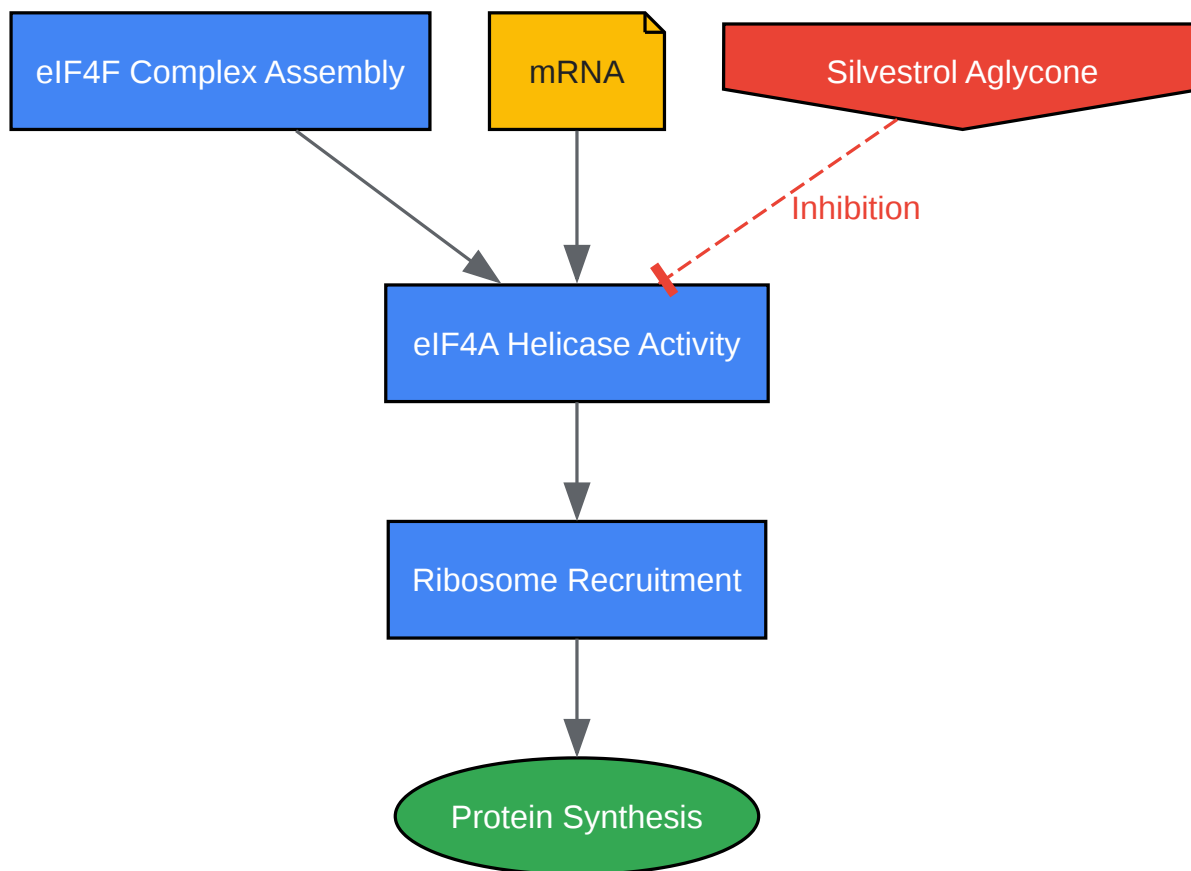 eIF4F Complex Assembly
mRNA
Silvestrol Aglycone
Inhibition
eIF4A Helicase Activity
Ribosome Recruitment
Protein Synthesis